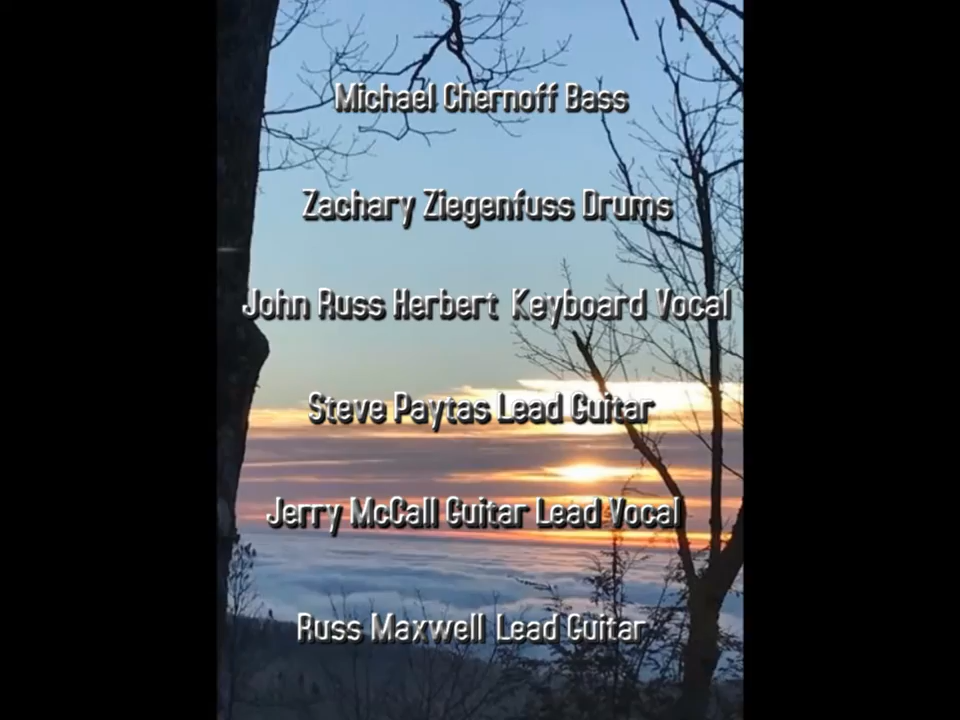 Michael Chernoff Bass
Zachary Ziegenfuss Drums
John Russ Herbert Keyboard Vocal
Steve Paytas Lead Guitar
Jerry McCall Guitar Lead Vocal
Russ Maxwell Lead Guitar